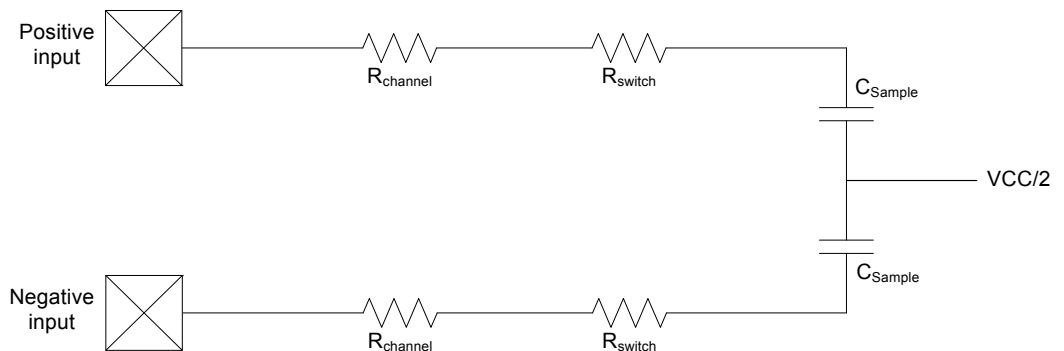 Positive
input
Rchannel
Rswitch
CSample
VCC/2
CSample
Negative
input
Rchannel
Rswitch